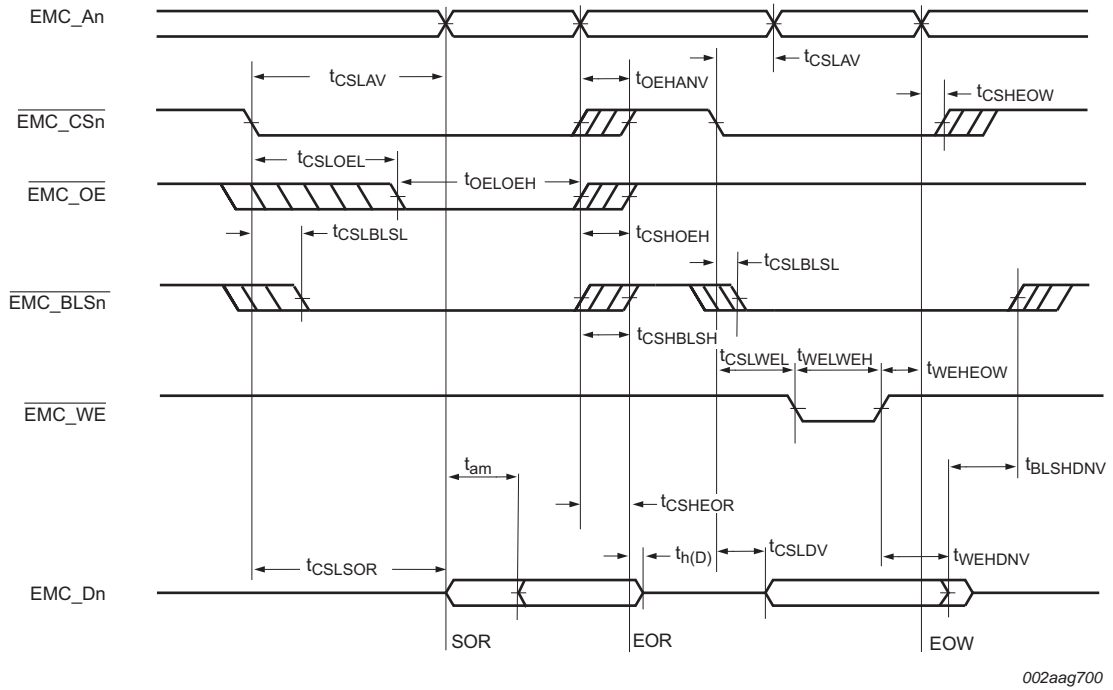 EMC_An
tCSLAV
tOEHANV
tCSLAV
tCSHEOW
EMC_CSn
tCSLOEL
tOELOEH
EMC_OE
tCSLBLSL
tCSHOEH
tCSLBLSL
EMC_BLSn
tCSHBLSH
tCSLWEL
tWELWEH
tWEHEOW
EMC_WE
tam
tBLSHDNV
tCSHEOR
tCSLSOR
th(D)
tCSLDV
tWEHDNV
EMC_Dn
SOR
EOR
EOW
002aag700